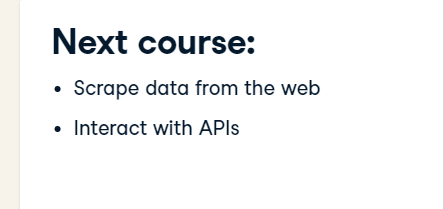 Next course:
• Scrape data from the web
• Interact with APIs